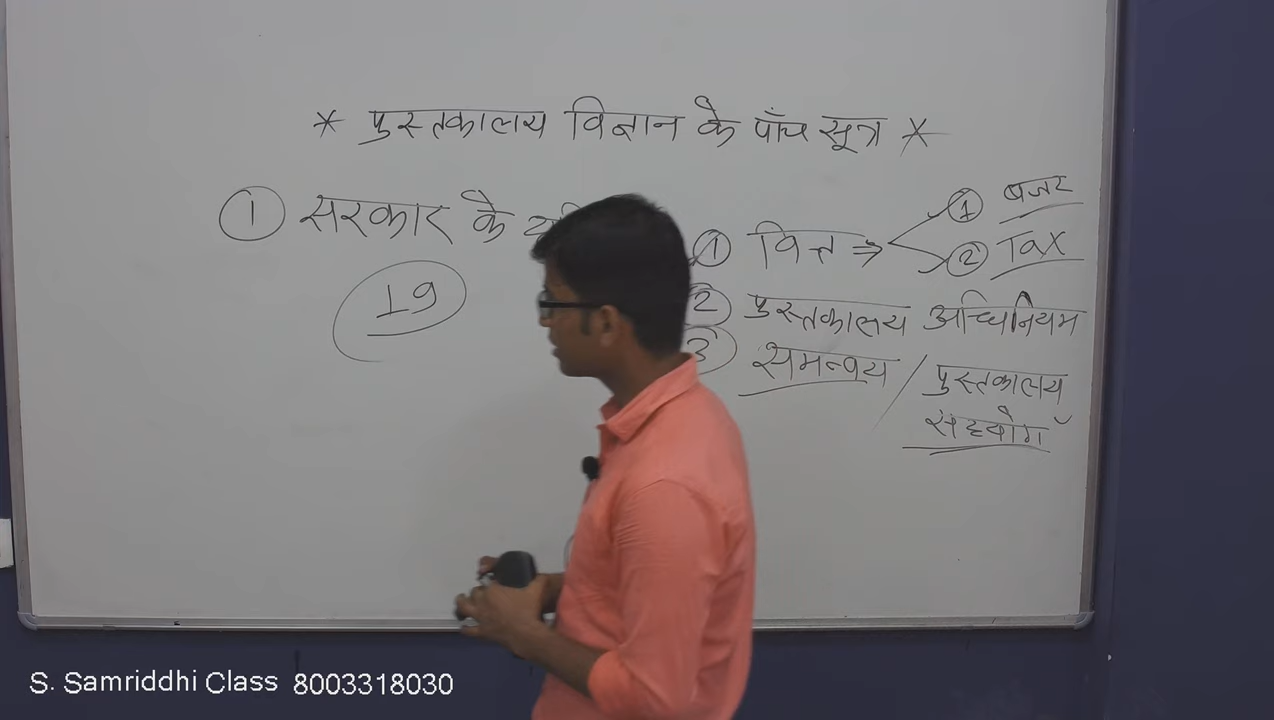 * पुस्तकालय विज्ञान के पाँच सूत्र *
① सरकार के
19
① वित्त ⇒ ① बजट
② Tax
② पुस्तकालय अधिनियम
③ समन्वय / पुस्तकालय
सहयोग
S. Samriddhi Class 8003318030